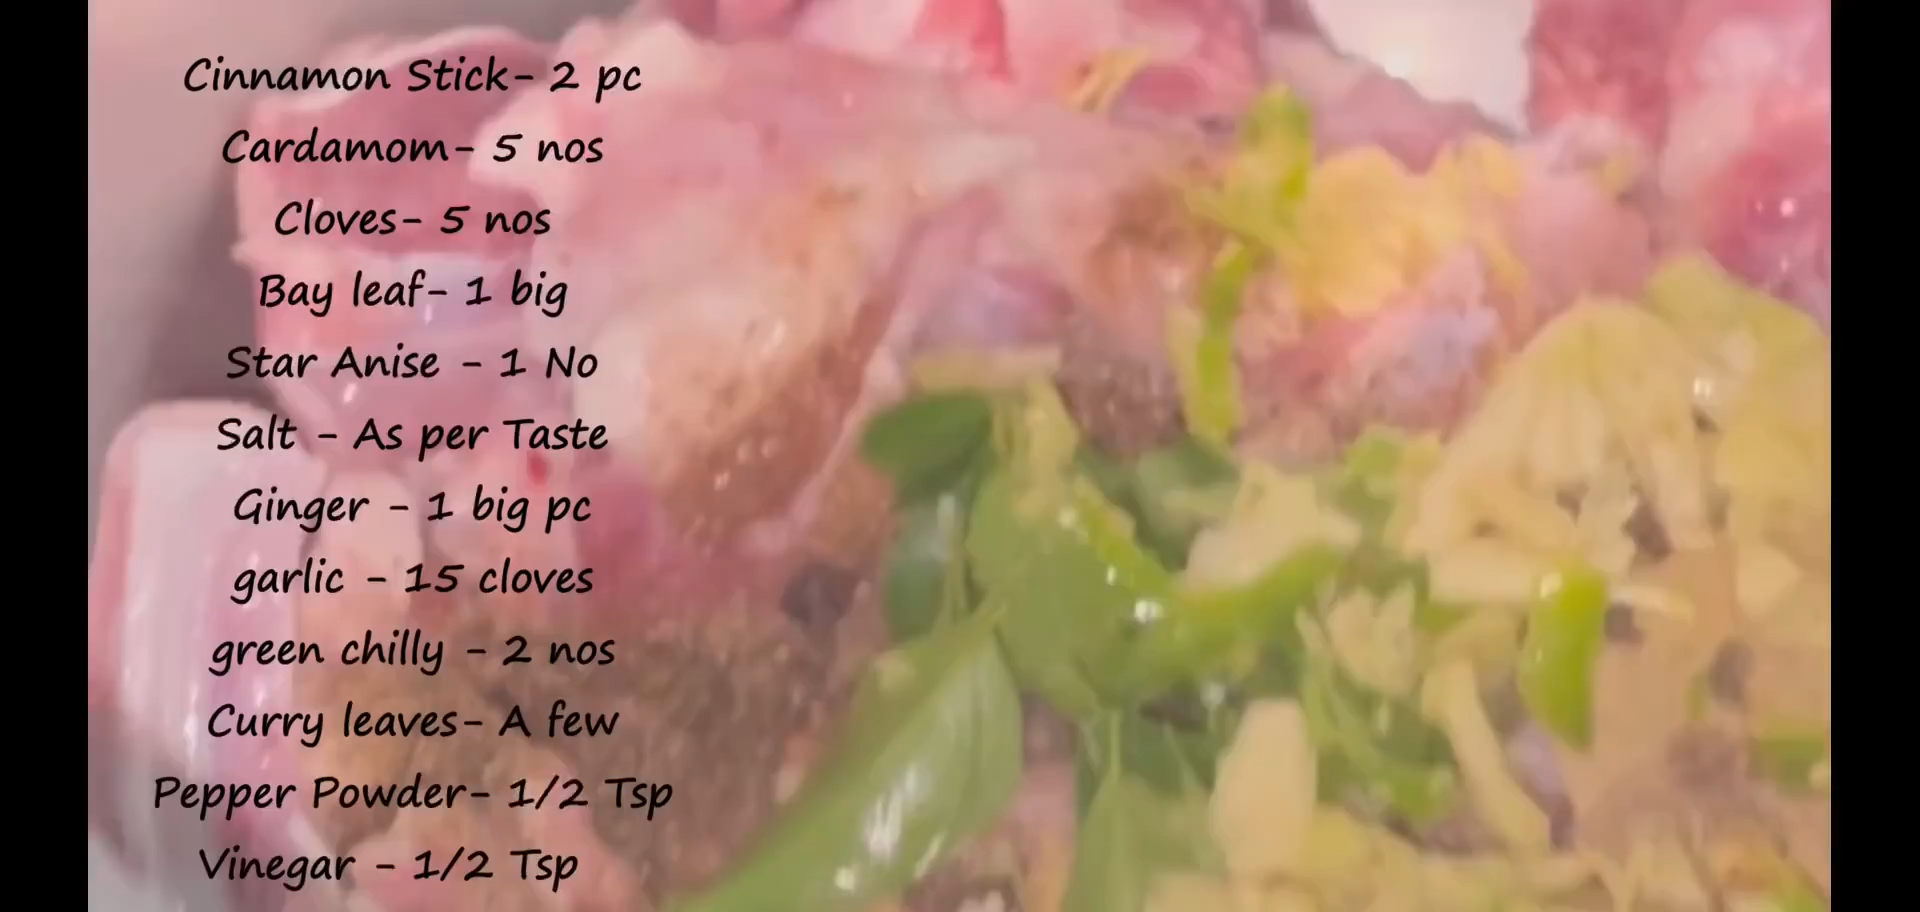 Cinnamon Stick- 2 pc
Cardamom- 5 nos
Cloves- 5 nos
Bay leaf- 1 big
Star Anise - 1 No
Salt - As per Taste
Ginger - 1 big pc
garlic - 15 cloves
green chilly - 2 nos
Curry leaves- A few
Pepper Powder- 1/2 Tsp
Vinegar - 1/2 Tsp